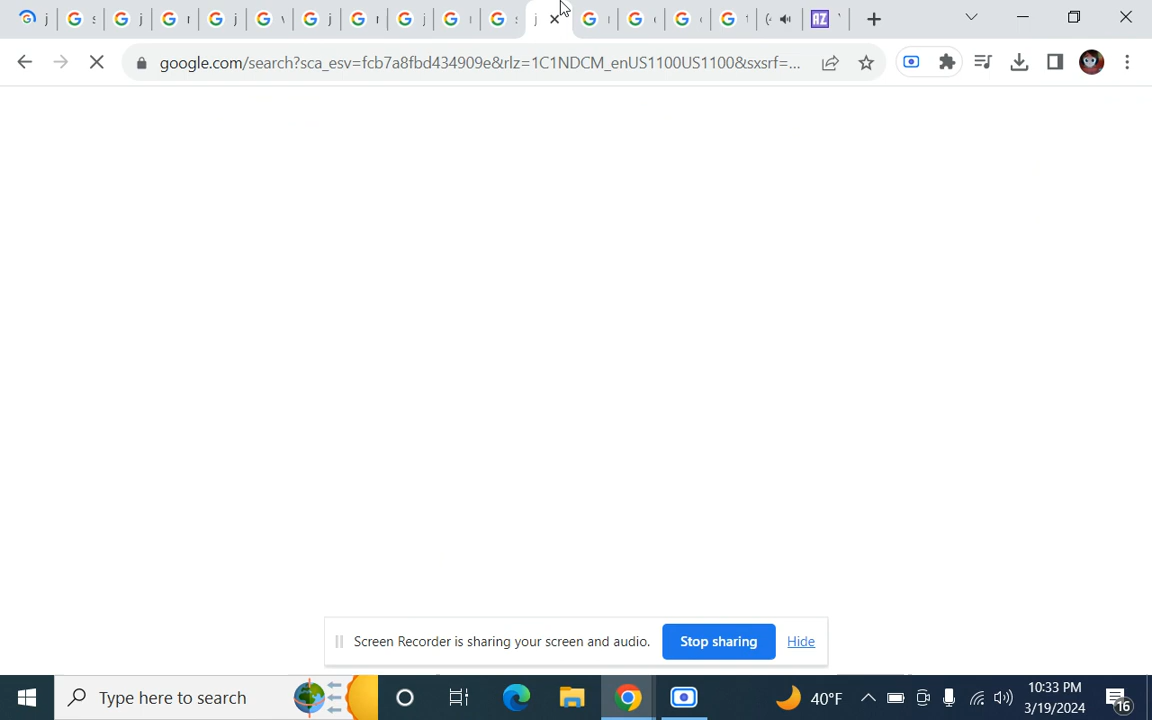 google.com/search?sca_esv=fcb7a8fbd434909e&rlz=1C1NDCM_enUS1100US1100&sxsrf=...
AZ
Screen Recorder is sharing your screen and audio.
Stop sharing
Hide
Type here to search
40°F
10:33 PM
3/19/2024
16